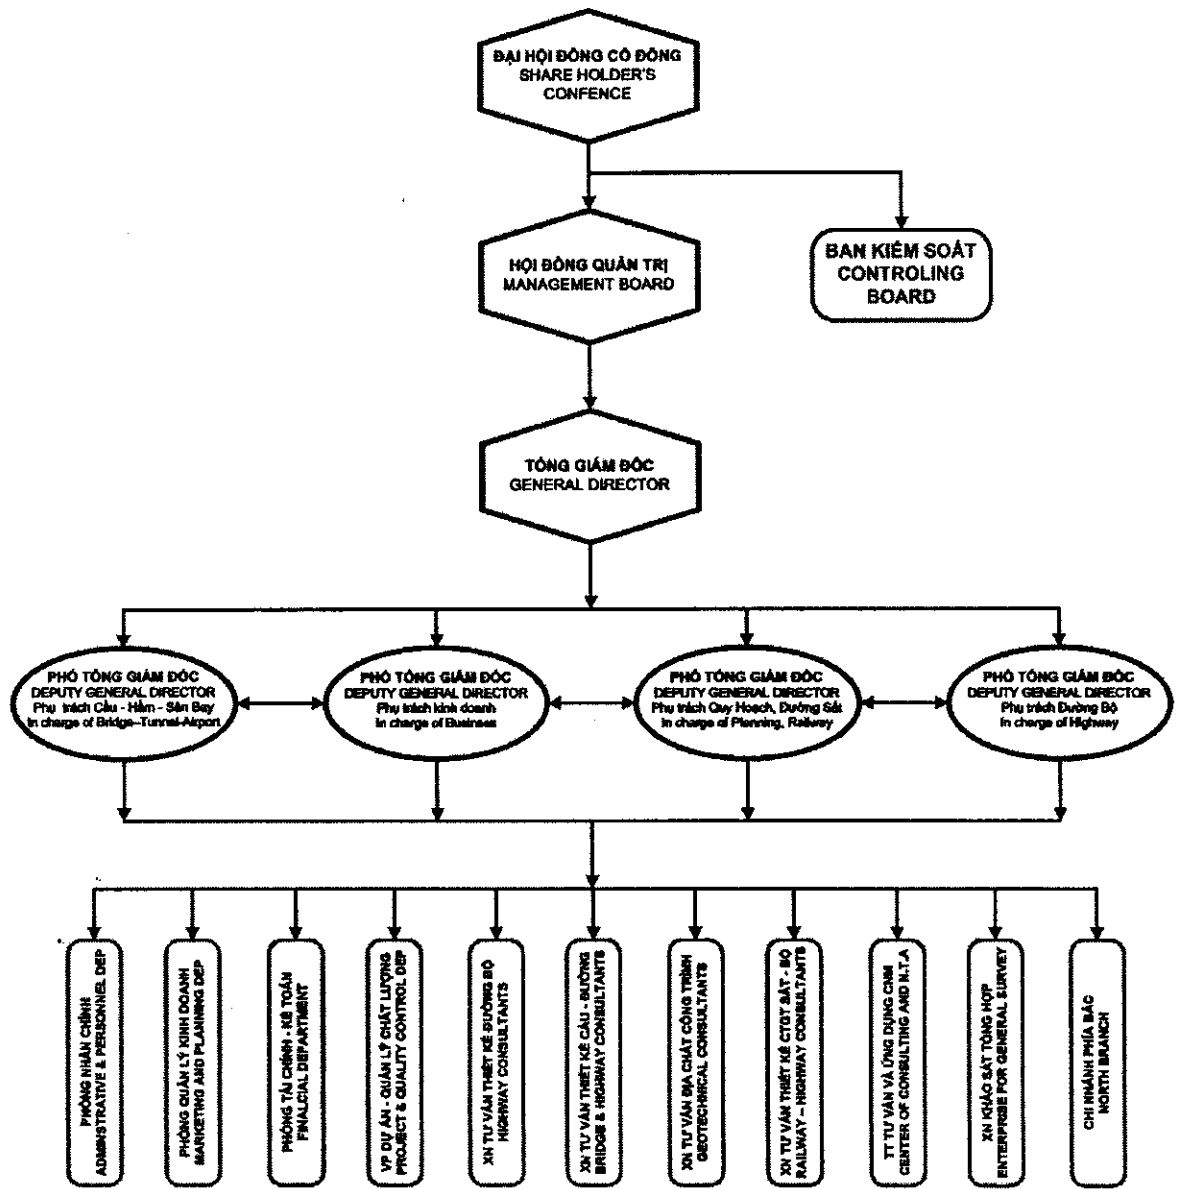 ĐẠI HỘI ĐỒNG CỔ ĐÔNG
SHARE HOLDER'S
CONFENCE
HỘI ĐỒNG QUẢN TRỊ
MANAGEMENT BOARD
BAN KIỂM SOÁT
CONTROLING
BOARD
TỔNG GIÁM ĐỐC
GENERAL DIRECTOR
PHÓ TỔNG GIÁM ĐỐC
DEPUTY GENERAL DIRECTOR
Phụ trách Cầu - Hầm - Sân Bay
In charge of Bridge–Tunnel-Airport
PHÓ TỔNG GIÁM ĐỐC
DEPUTY GENERAL DIRECTOR
Phụ trách kinh doanh
In charge of Business
PHÓ TỔNG GIÁM ĐỐC
DEPUTY GENERAL DIRECTOR
Phụ trách Quy Hoạch, Đường Sắt
In charge of Planning, Railway
PHÓ TỔNG GIÁM ĐỐC
DEPUTY GENERAL DIRECTOR
Phụ trách Đường Bộ
In charge of Highway
PHÒNG NHÂN CHÍNH
ADMINSTRATIVE & PERSONNEL DEP
PHÒNG QUẢN LÝ KINH DOANH
MARKETING AND PLANNING DEP
PHÒNG TÀI CHÍNH - KẾ TOÁN
FINALCIAL DEPARTMENT
VP DỰ ÁN - QUẢN LÝ CHẤT LƯỢNG
PROJECT & QUALITY CONTROL DEP
XN TƯ VẤN THIẾT KẾ ĐƯỜNG BỘ
HIGHWAY CONSULTANTS
XN TƯ VẤN THIẾT KẾ CẦU - ĐƯỜNG
BRIDGE & HIGHWAY CONSULTANTS
XN TƯ VẤN ĐỊA CHẤT CÔNG TRÌNH
GEOTECHNICAL CONSULTANTS
XN TƯ VẤN THIẾT KẾ CTGT SẮT - BỘ
RAILWAY – HIGHWAY CONSULTANTS
TT TƯ VẤN VÀ ỨNG DỤNG CNM
CENTER OF CONSULTING AND N.T.A
XN KHẢO SÁT TỔNG HỢP
ENTERPRISE FOR GENERAL SURVEY
CHI NHÁNH PHÍA BẮC
NORTH BRANCH